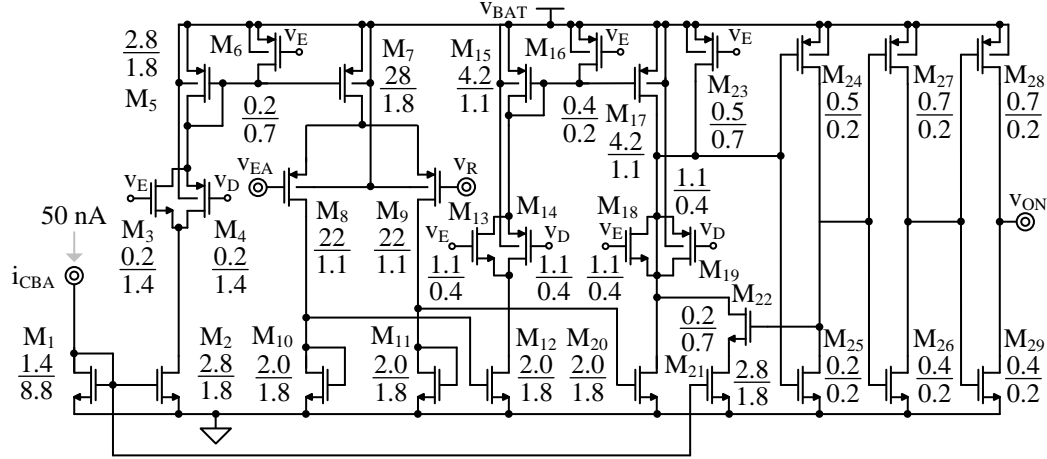 vBAT
2.8
1.8
M5
M6
vE
M7
28
1.8
0.2
0.7
M15
4.2
1.1
M16
vE
0.4
0.2
M17
4.2
1.1
vE
M23
0.5
0.7
M24
0.5
0.2
M27
0.7
0.2
M28
0.7
0.2
vE
vD
M3
0.2
1.4
M4
0.2
1.4
vEA
vR
M8
22
1.1
M9
22
1.1
M13
vE
1.1
0.4
M14
vD
1.1
0.4
M18
vE
1.1
0.4
1.1
0.4
vD
M19
vON
50 nA
iCBA
M1
1.4
8.8
M2
2.8
1.8
M10
2.0
1.8
M11
2.0
1.8
M12
2.0
1.8
M20
2.0
1.8
M22
0.2
0.7
M21
2.8
1.8
M25
0.2
0.2
M26
0.4
0.2
M29
0.4
0.2